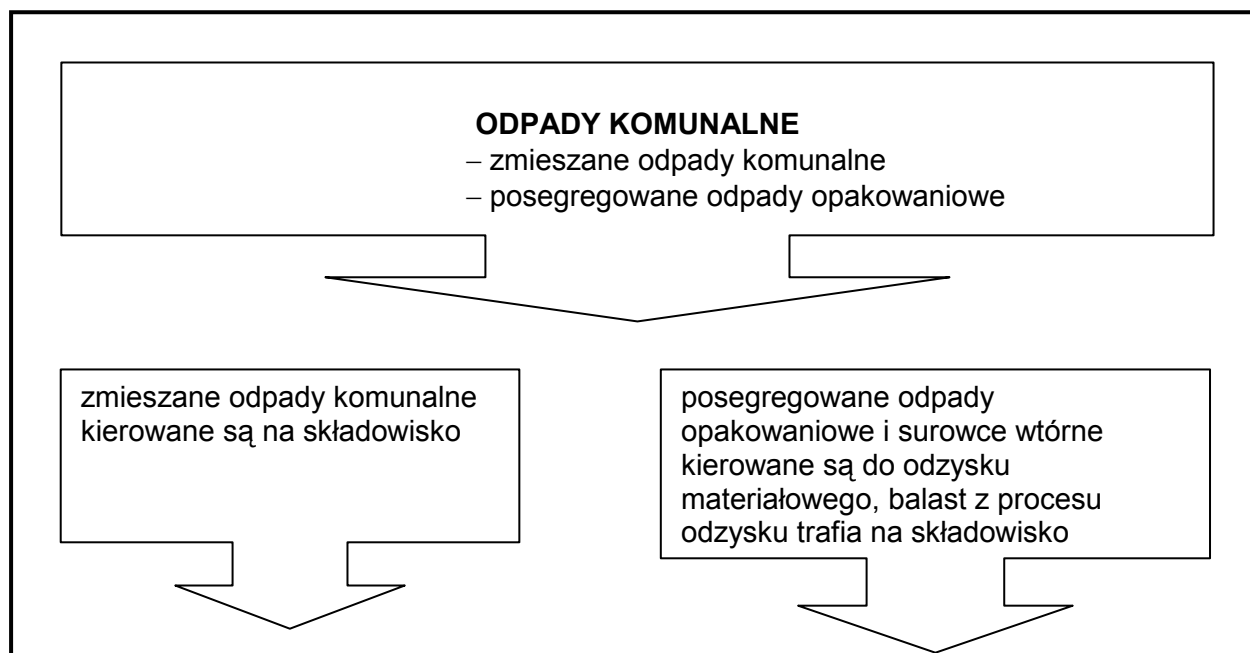 ODPADY KOMUNALNE
– zmieszane odpady komunalne
– posegregowane odpady opakowaniowe
zmieszane odpady komunalne
kierowane są na składowisko
posegregowane odpady
opakowaniowe i surowce wtórne
kierowane są do odzysku
materiałowego, balast z procesu
odzysku trafia na składowisko